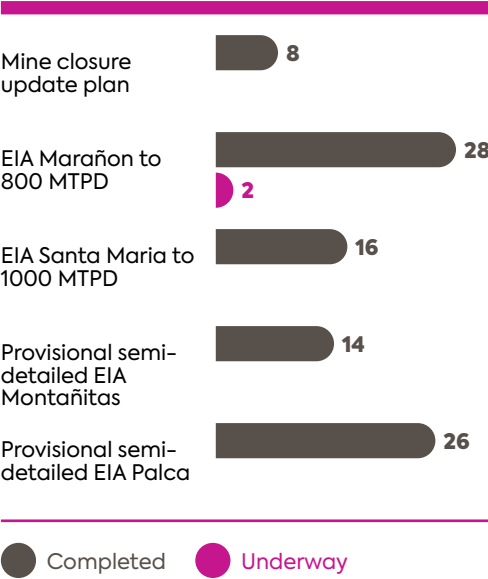 Mine closure
update plan
8
EIA Marañon to
800 MTPD
28
2
EIA Santa Maria to
1000 MTPD
16
Provisional semi-
detailed EIA
Montañitas
14
Provisional semi-
detailed EIA Palca
26
Completed
Underway